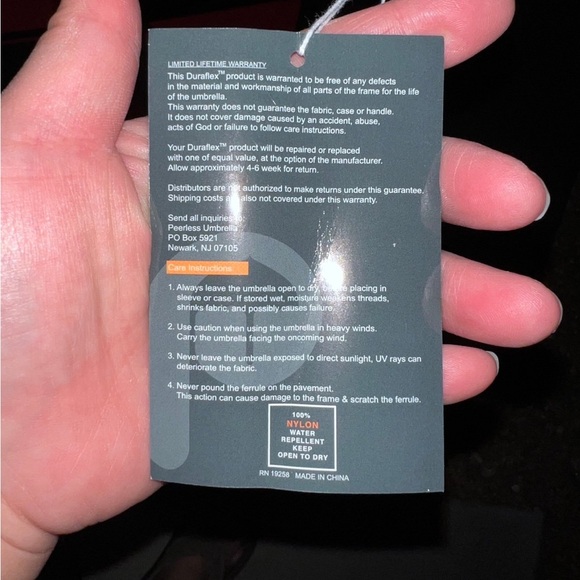 LIMITED LIFETIME WARRANTY
This Duraflex™ product is warranted to be free of any defects
in the material and workmanship of all parts of the frame for the life
of the umbrella.
This warranty does not guarantee the fabric, case or handle.
It does not cover damage caused by an accident, abuse,
acts of God or failure to follow care instructions.
Your Duraflex™ product will be repaired or replaced
with one of equal value, at the option of the manufacturer.
Allow approximately 4-6 week for return.
Distributors are not authorized to make returns under this guarantee.
Shipping costs are also not covered under this warranty.
Send all inquiries to:
Peerless Umbrella
PO Box 5921
Newark, NJ 07105
Care Instructions:
1. Always leave the umbrella open to dry, before placing in
sleeve or case. If stored wet, moisture weakens threads,
shrinks fabric, and possibly causes failure.
2. Use caution when using the umbrella in heavy winds.
Carry the umbrella facing the oncoming wind.
3. Never leave the umbrella exposed to direct sunlight, UV rays can
deteriorate the fabric.
4. Never pound the ferrule on the pavement.
This action can cause damage to the frame & scratch the ferrule.
100%
NYLON
WATER
REPELLENT
KEEP
OPEN TO DRY
RN 19256 MADE IN CHINA